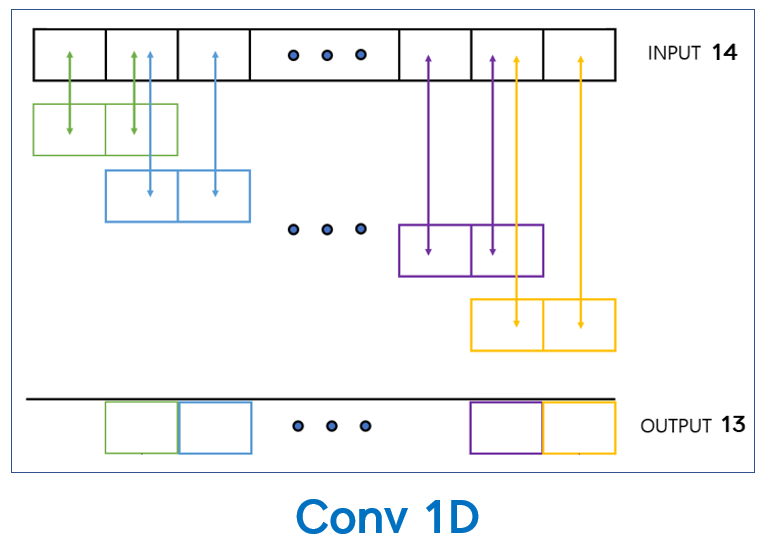 INPUT 14
OUTPUT 13
Conv 1D